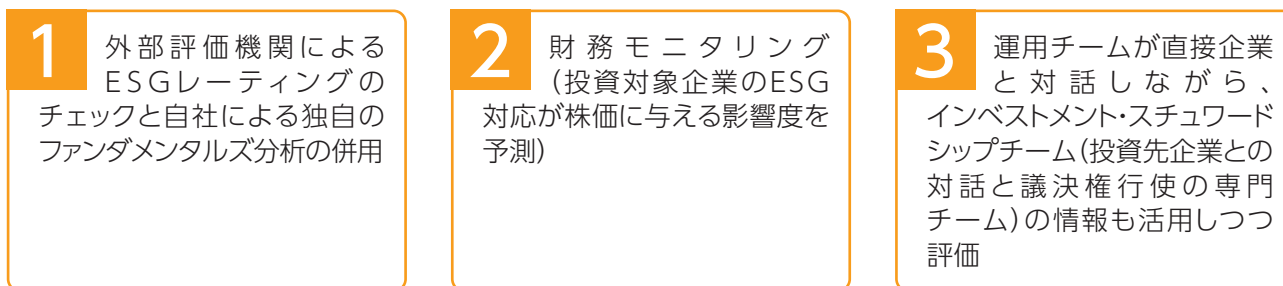 1
外部評価機関による
ESGレーティングの
チェックと自社による独自の
ファンダメンタルズ分析の併用
2
財務モニタリング
（投資対象企業のESG
対応が株価に与える影響度を
予測）
3
運用チームが直接企業
と対話しながら、
インベストメント・スチュワード
シップチーム（投資先企業との
対話と議決権行使の専門
チーム）の情報も活用しつつ
評価